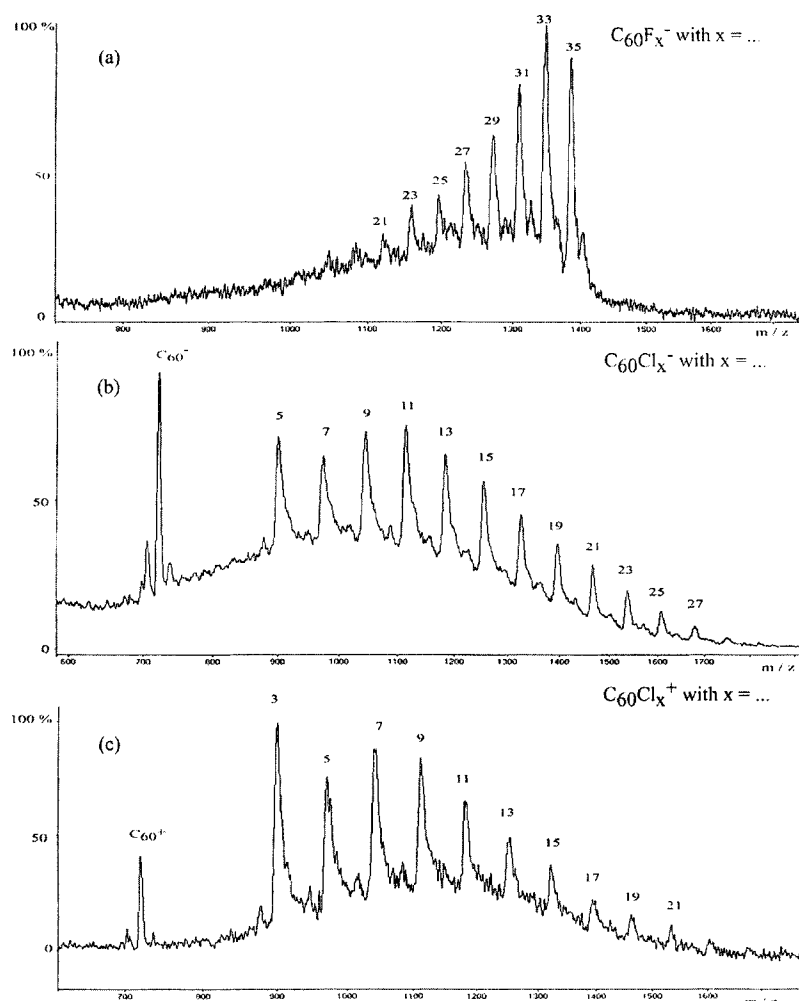 100 %
(a)
C60Fx- with x = ...
33
35
31
29
27
25
23
21
50
0
800 900 1000 1100 1200 1300 1400 1500 1600
m / z
100 %
(b)
C60-
C60Clx- with x = ...
5 7 9 11 13 15 17 19 21 23 25 27
50
0
600 700 800 900 1000 1100 1200 1300 1400 1500 1600 1700
m / z
100 %
(c)
C60+
C60Clx+ with x = ...
3 5 7 9 11 13 15 17 19 21
50
0
700 800 900 1000 1100 1200 1300 1400 1500 1600
m / z